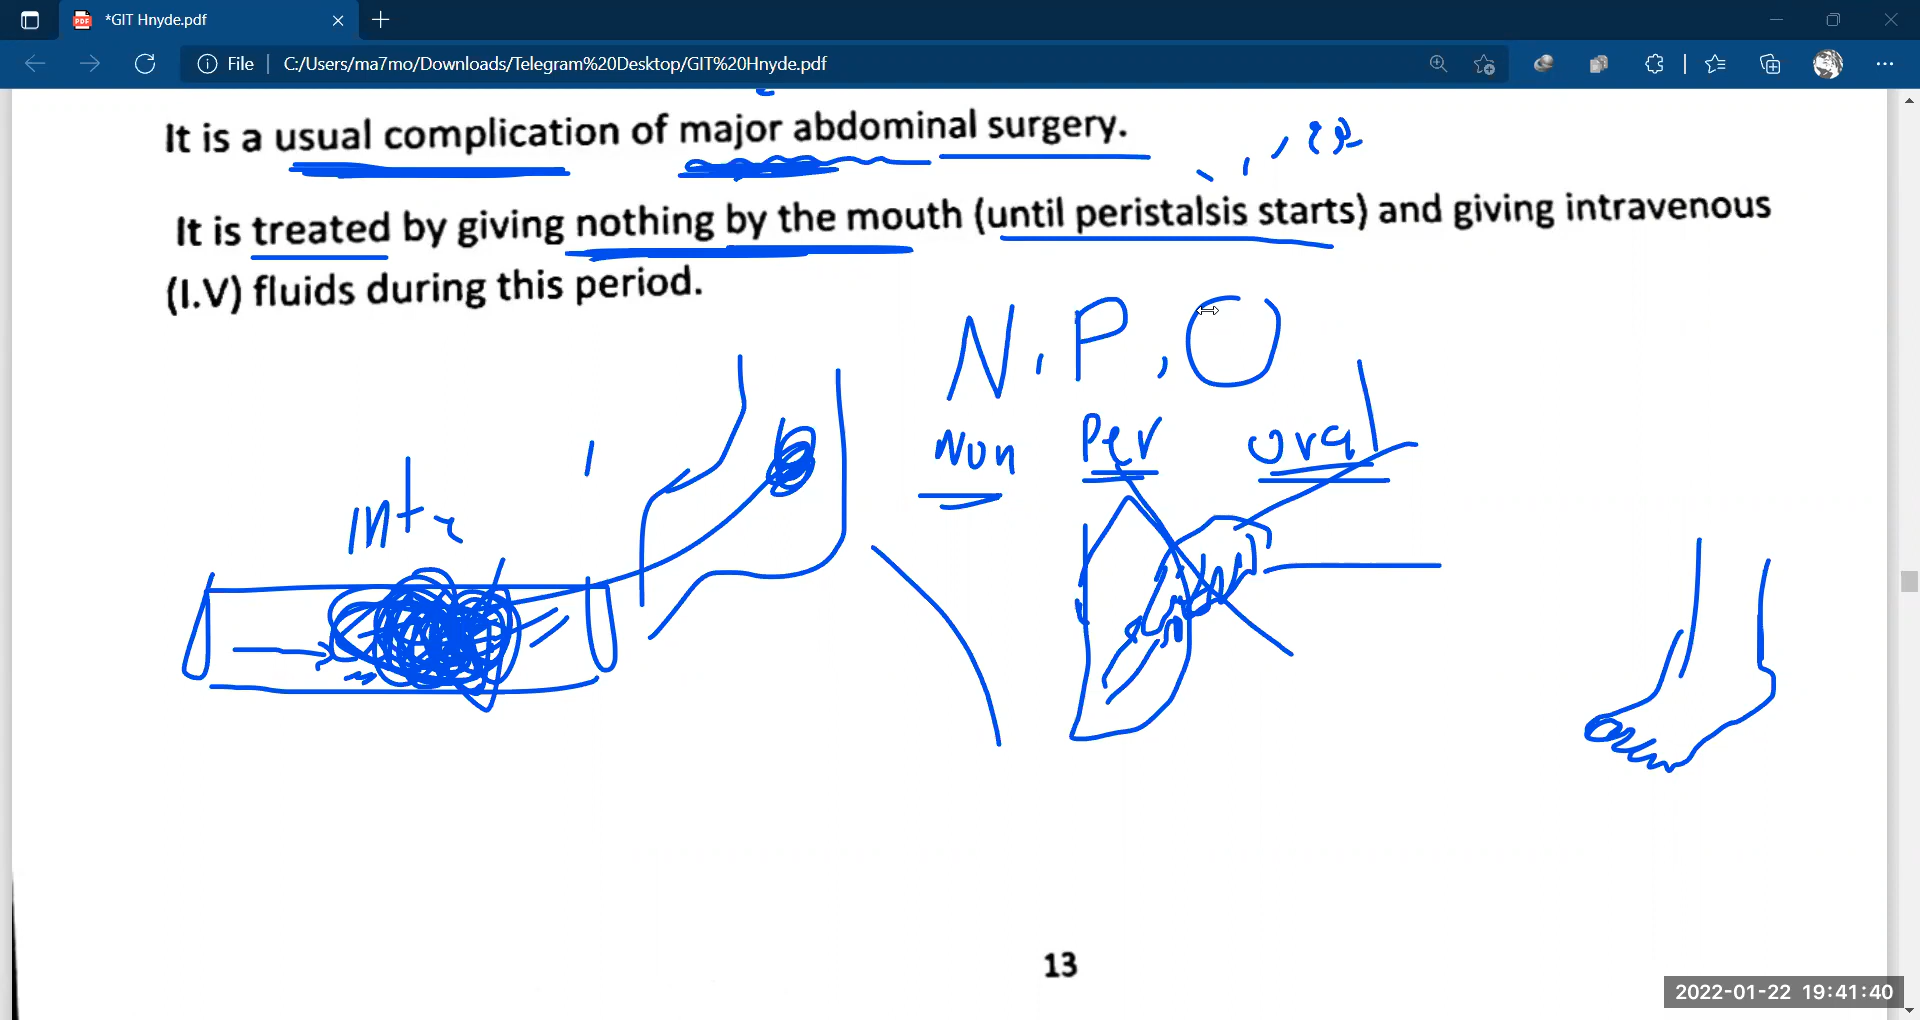 *GIT Hnyde.pdf
File C:/Users/ma7mo/Downloads/Telegram%20Desktop/GIT%20Hnyde.pdf
It is a usual complication of major abdominal surgery.
It is treated by giving nothing by the mouth (until peristalsis starts) and giving intravenous
(I.V) fluids during this period.
N, P, O
Non Per oral
13
2022-01-22 19:41:40